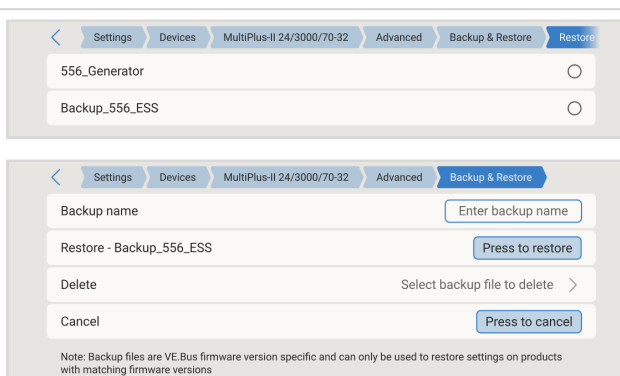 Settings Devices MultiPlus-II 24/3000/70-32 Advanced Backup & Restore Restore
556_Generator
Backup_556_ESS
Settings Devices MultiPlus-II 24/3000/70-32 Advanced Backup & Restore
Backup name Enter backup name
Restore - Backup_556_ESS Press to restore
Delete Select backup file to delete
Cancel Press to cancel
Note: Backup files are VE.Bus firmware version specific and can only be used to restore settings on products
with matching firmware versions